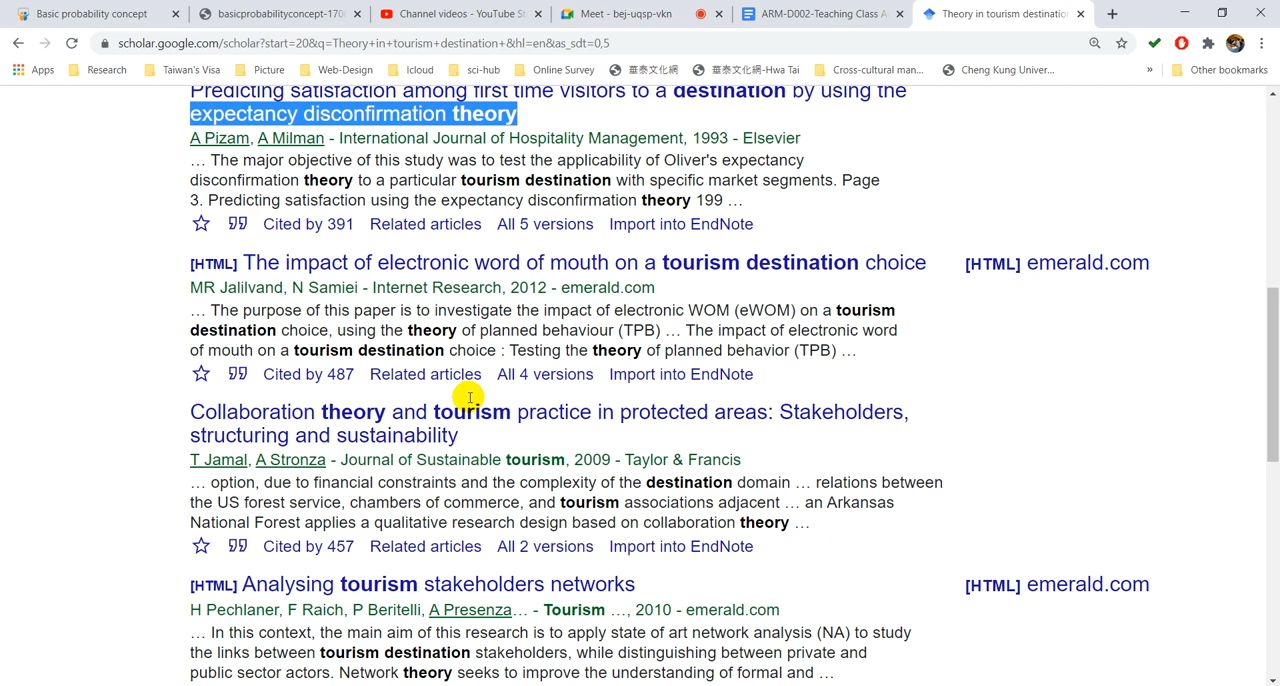 Basic probability concept
basicprobabilityconcept-170
Channel videos - YouTube St
Meet - bej-uqsp-vkn
ARM-D002-Teaching Class A
Theory in tourism destination
scholar.google.com/scholar?start=20&q=Theory+in+tourism+destination+&hl=en&as_sdt=0,5
Apps Research Taiwan's Visa Picture Web-Design Icloud sci-hub Online Survey 華泰文化網 華泰文化網-Hwa Tai Cross-cultural man... Cheng Kung Univer... » Other bookmarks
Predicting satisfaction among first time visitors to a destination by using the
expectancy disconfirmation theory
A Pizam, A Milman - International Journal of Hospitality Management, 1993 - Elsevier
... The major objective of this study was to test the applicability of Oliver's expectancy
disconfirmation theory to a particular tourism destination with specific market segments. Page
3. Predicting satisfaction using the expectancy disconfirmation theory 199 ...
Cited by 391 Related articles All 5 versions Import into EndNote
[HTML] The impact of electronic word of mouth on a tourism destination choice
[HTML] emerald.com
MR Jalilvand, N Samiei - Internet Research, 2012 - emerald.com
... The purpose of this paper is to investigate the impact of electronic WOM (eWOM) on a tourism
destination choice, using the theory of planned behaviour (TPB) ... The impact of electronic word
of mouth on a tourism destination choice : Testing the theory of planned behavior (TPB) ...
Cited by 487 Related articles All 4 versions Import into EndNote
Collaboration theory and tourism practice in protected areas: Stakeholders,
structuring and sustainability
T Jamal, A Stronza - Journal of Sustainable tourism, 2009 - Taylor & Francis
... option, due to financial constraints and the complexity of the destination domain ... relations between
the US forest service, chambers of commerce, and tourism associations adjacent ... an Arkansas
National Forest applies a qualitative research design based on collaboration theory ...
Cited by 457 Related articles All 2 versions Import into EndNote
[HTML] Analysing tourism stakeholders networks
[HTML] emerald.com
H Pechlaner, F Raich, P Beritelli, A Presenza... - Tourism ..., 2010 - emerald.com
... In this context, the main aim of this research is to apply state of art network analysis (NA) to study
the links between tourism destination stakeholders, while distinguishing between private and
public sector actors. Network theory seeks to improve the understanding of formal and ...